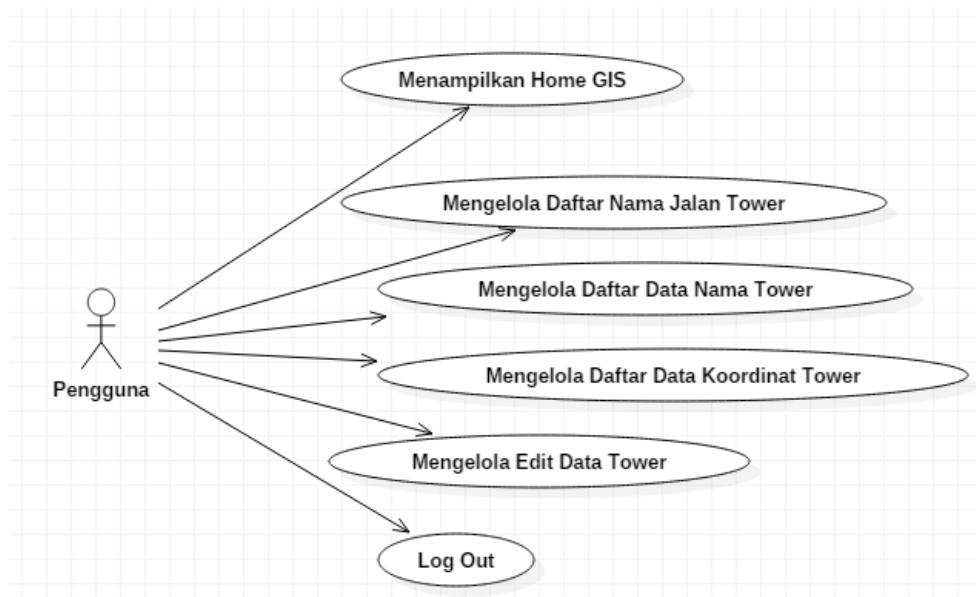 Menampilkan Home GIS
Mengelola Daftar Nama Jalan Tower
Mengelola Daftar Data Nama Tower
Pengguna
Mengelola Daftar Data Koordinat Tower
Mengelola Edit Data Tower
Log Out